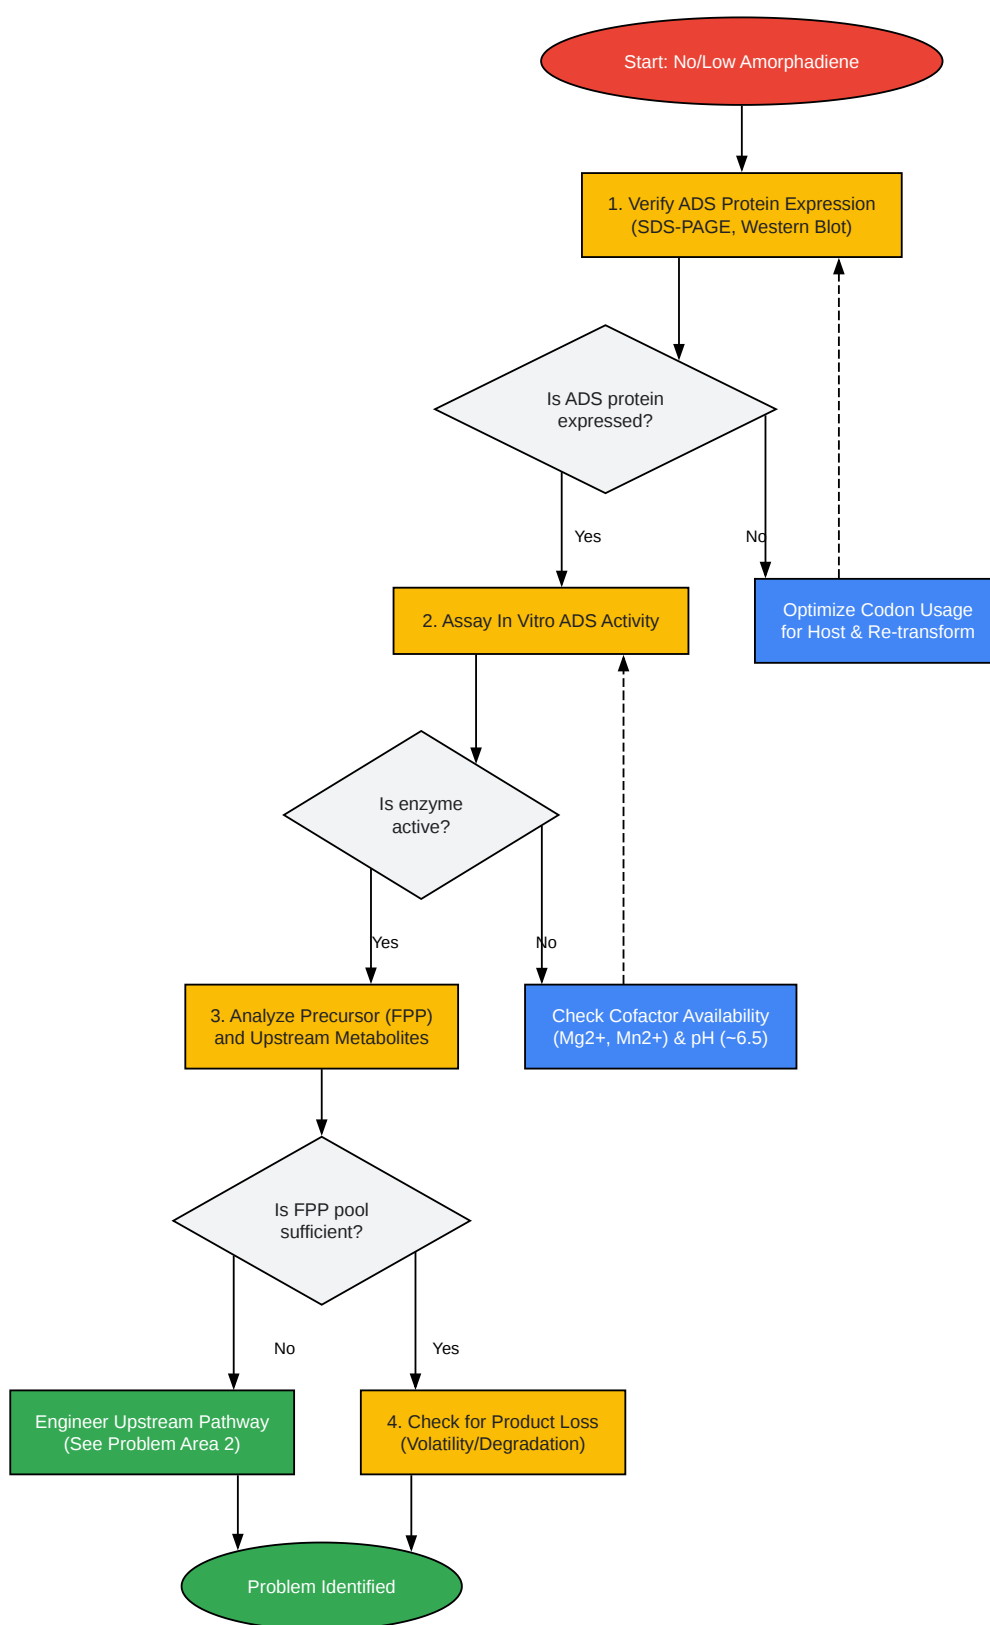 Start: No/Low Amorphadiene
1. Verify ADS Protein Expression
(SDS-PAGE, Western Blot)
Is ADS protein
expressed?
Yes
No
2. Assay In Vitro ADS Activity
Optimize Codon Usage
for Host & Re-transform
Is enzyme
active?
Yes
No
3. Analyze Precursor (FPP)
and Upstream Metabolites
Check Cofactor Availability
(Mg2+, Mn2+) & pH (~6.5)
Is FPP pool
sufficient?
No
Yes
Engineer Upstream Pathway
(See Problem Area 2)
4. Check for Product Loss
(Volatility/Degradation)
Problem Identified